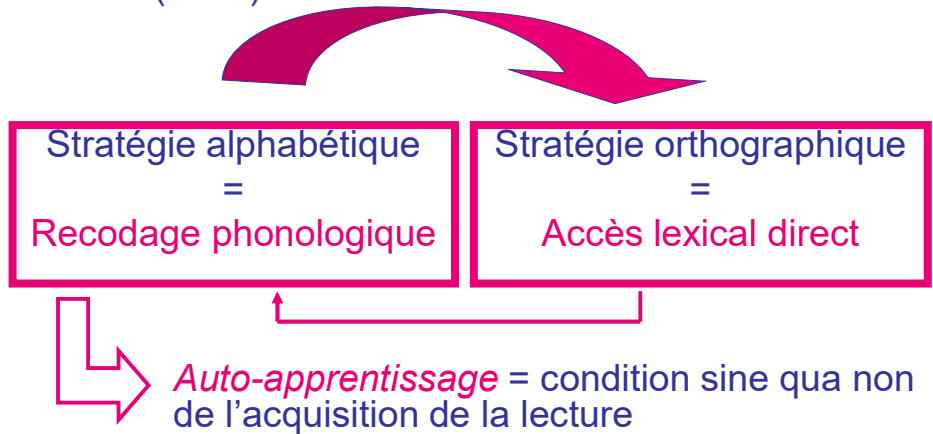 Stratégie alphabétique
=
Recodage phonologique
Stratégie orthographique
=
Accès lexical direct
Auto-apprentissage = condition sine qua non
de l'acquisition de la lecture